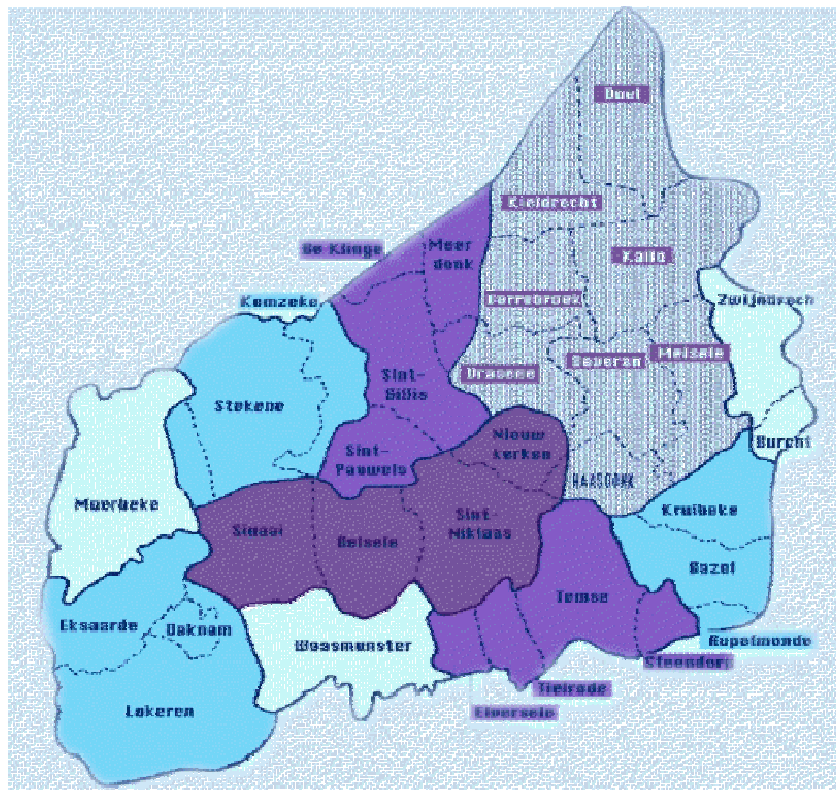 Doel
Kieldrecht
Meer
donk
De Klinge
Kallo
Kemzeke
Verrebroek
Zwijndrech
Vrasene
Beveren
Melsele
Sint-
Gillis
Stekene
Nieuw
kerken
Burcht
Sint-
Pauwels
HAASDONK
Moerbeke
Kruibeke
Sinaai
Belsele
Sint-
Niklaas
Bazel
Temse
Eksaarde
Daknam
Waasmunster
Rupelmonde
Steendorp
Tielrode
Elversele
Lokeren